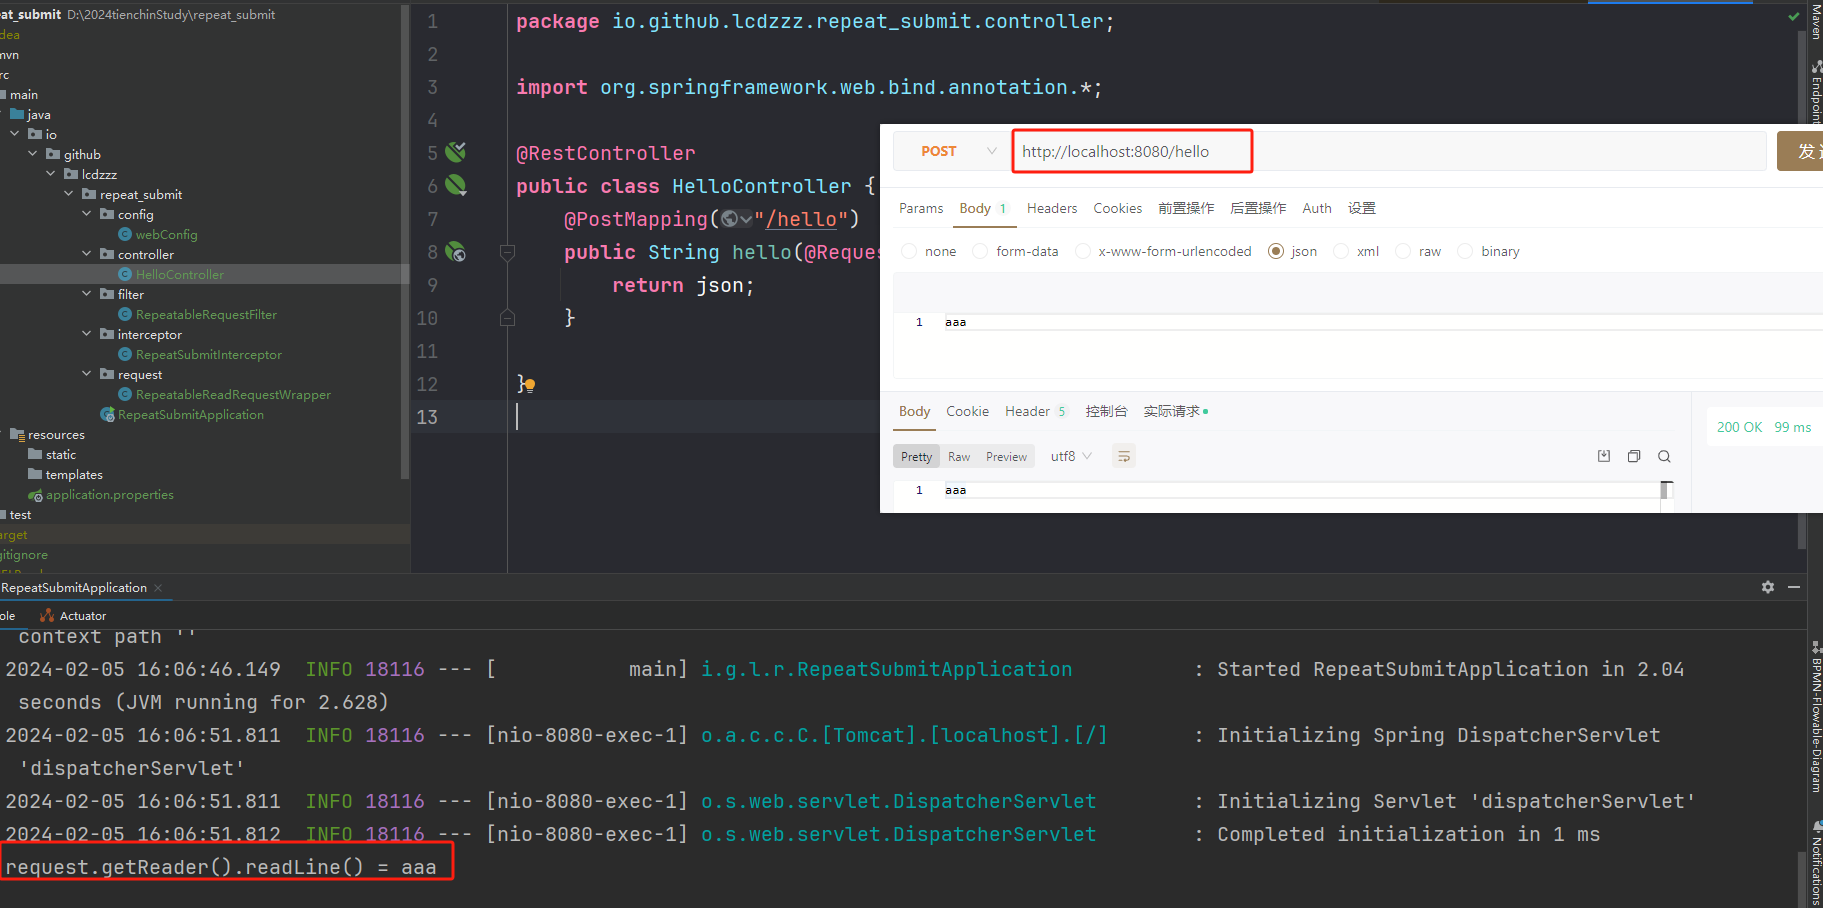 eat_submit D:\2024tienchinStudy\repeat_submit
dea
mvn
rc
main
java
io
github
lcdzzz
repeat_submit
config
webConfig
controller
HelloController
filter
RepeatableRequestFilter
interceptor
RepeatSubmitInterceptor
request
RepeatableReadRequestWrapper
RepeatSubmitApplication
resources
static
templates
application.properties
test
arget
gitignore
1 package io.github.lcdzzz.repeat_submit.controller;
2
3 import org.springframework.web.bind.annotation.*;
4
5 @RestController
6 public class HelloController {
7 @PostMapping("/hello")
8 public String hello(@Reque
9 return json;
10 }
11
12 }
13
POST http://localhost:8080/hello 发
Params Body 1 Headers Cookies 前置操作 后置操作 Auth 设置
none form-data x-www-form-urlencoded json xml raw binary
1 aaa
Body Cookie Header 5 控制台 实际请求
200 OK 99 ms
Pretty Raw Preview utf8
1 aaa
Maven
Endpoint
BPMN-Flowable-Diagram
Notifications
RepeatSubmitApplication
ole Actuator
context path ''
2024-02-05 16:06:46.149 INFO 18116 --- [ main] i.g.l.r.RepeatSubmitApplication : Started RepeatSubmitApplication in 2.04
seconds (JVM running for 2.628)
2024-02-05 16:06:51.811 INFO 18116 --- [nio-8080-exec-1] o.a.c.c.C.[Tomcat].[localhost].[/] : Initializing Spring DispatcherServlet
'dispatcherServlet'
2024-02-05 16:06:51.811 INFO 18116 --- [nio-8080-exec-1] o.s.web.servlet.DispatcherServlet : Initializing Servlet 'dispatcherServlet'
2024-02-05 16:06:51.812 INFO 18116 --- [nio-8080-exec-1] o.s.web.servlet.DispatcherServlet : Completed initialization in 1 ms
request.getReader().readLine() = aaa